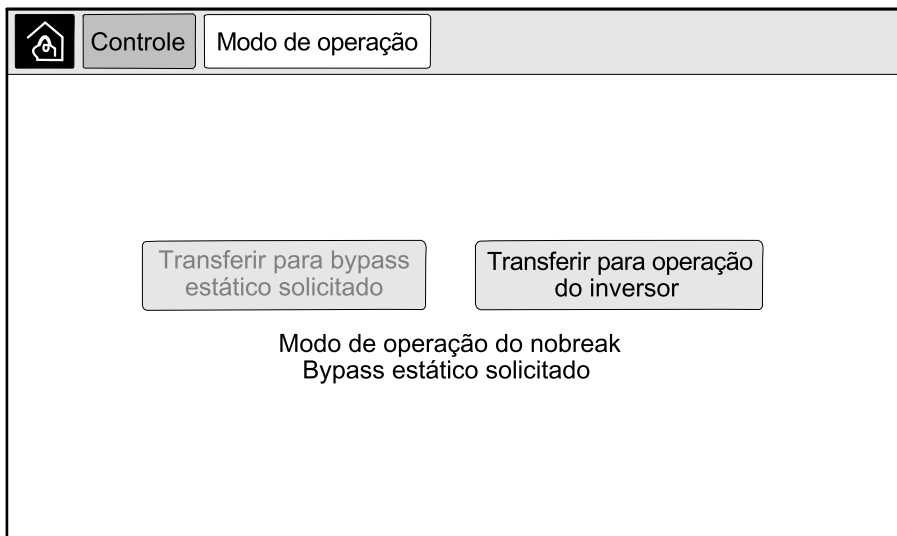 Controle
Modo de operação
Transferir para bypass
estático solicitado
Transferir para operação
do inversor
Modo de operação do nobreak
Bypass estático solicitado